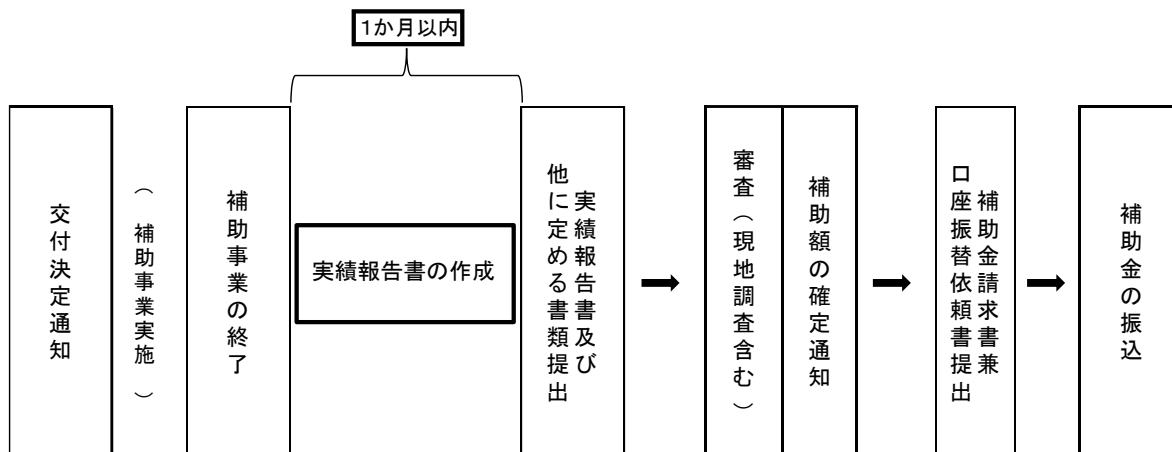 1か月以内
交付決定通知
（補助事業実施）
補助事業の終了
実績報告書の作成
実績報告書及び
他に定める書類提出
審査（現地調査含む）
補助額の確定通知
補助金請求書兼
口座振替依頼書提出
補助金の振込